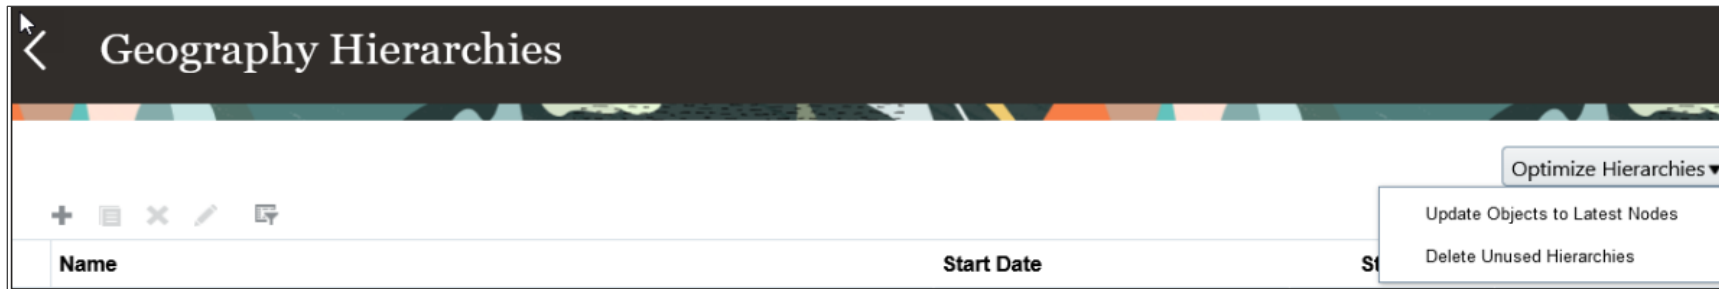 Geography Hierarchies
Optimize Hierarchies
Update Objects to Latest Nodes
Name Start Date
Delete Unused Hierarchies